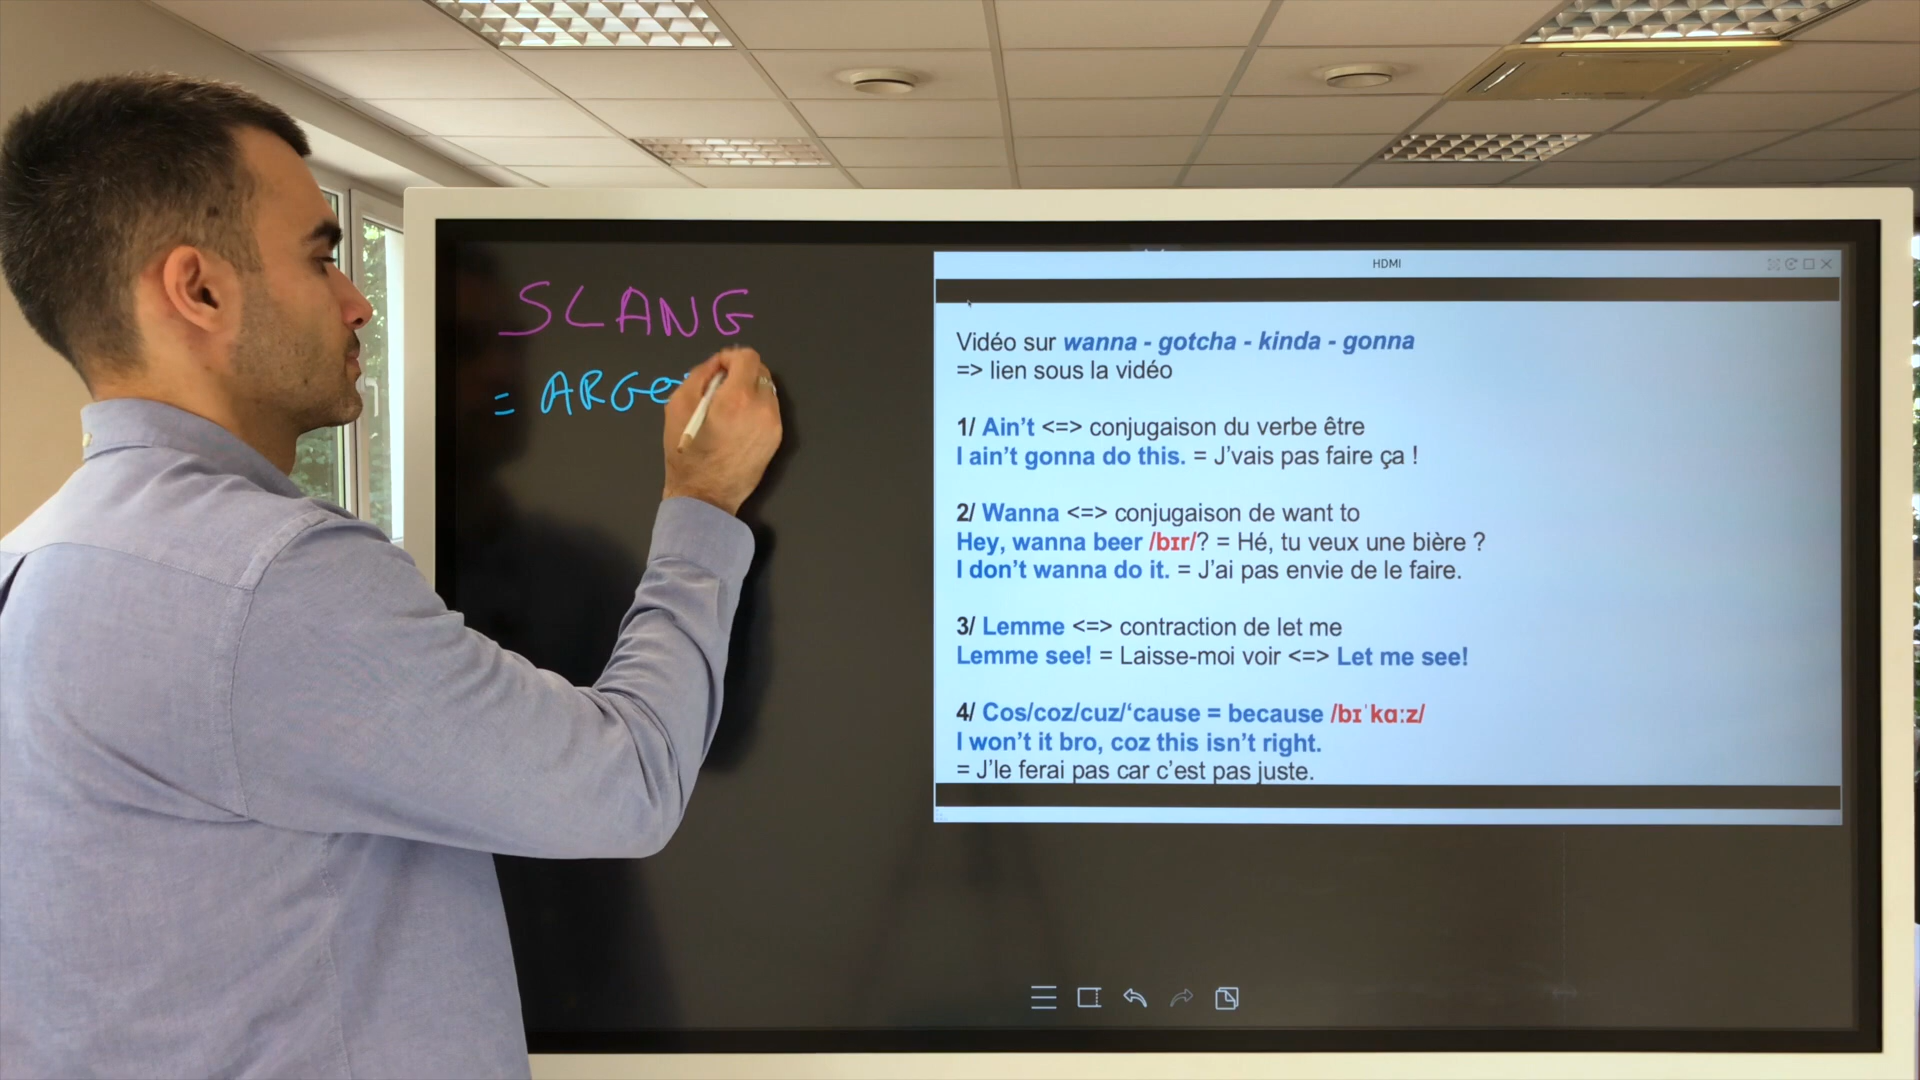 SLANG
= ARGO
HDMI
Vidéo sur wanna - gotcha - kinda - gonna
=> lien sous la vidéo
1/ Ain’t <=> conjugaison du verbe être
I ain’t gonna do this. = J’vais pas faire ça !
2/ Wanna <=> conjugaison de want to
Hey, wanna beer /bɪr/? = Hé, tu veux une bière ?
I don’t wanna do it. = J’ai pas envie de le faire.
3/ Lemme <=> contraction de let me
Lemme see! = Laisse-moi voir <=> Let me see!
4/ Cos/coz/cuz/‘cause = because /bɪˈkɑːz/
I won’t it bro, coz this isn’t right.
= J’le ferai pas car c’est pas juste.